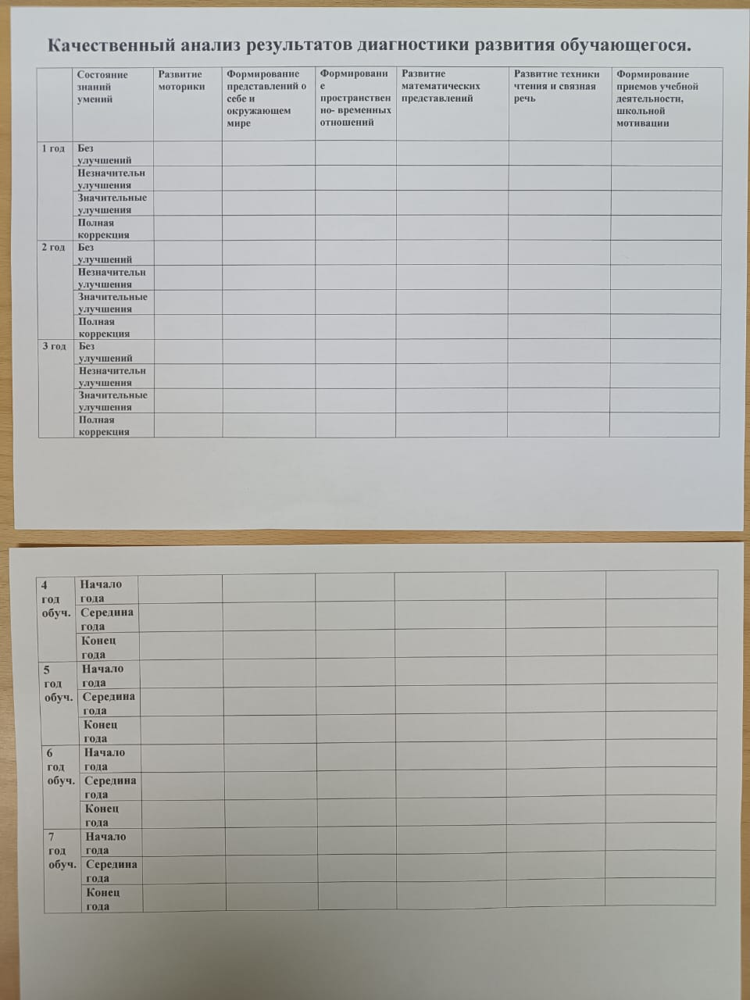 Качественный анализ результатов диагностики развития обучающегося.
Состояние
знаний
умений
Развитие
моторики
Формирование
представлений о
себе и
окружающем
мире
Формировани
е
пространствен
но- временных
отношений
Развитие
математических
представлений
Развитие техники
чтения и связная
речь
Формирование
приемов учебной
деятельности,
школьной
мотивации
1 год
Без
улучшений
Незначительн
улучшения
Значительные
улучшения
Полная
коррекция
2 год
Без
улучшений
Незначительн
улучшения
Значительные
улучшения
Полная
коррекция
3 год
Без
улучшений
Незначительн
улучшения
Значительные
улучшения
Полная
коррекция
4
год
обуч.
Начало
года
Середина
года
Конец
года
5
год
обуч.
Начало
года
Середина
года
Конец
года
6
год
обуч.
Начало
года
Середина
года
Конец
года
7
год
обуч.
Начало
года
Середина
года
Конец
года